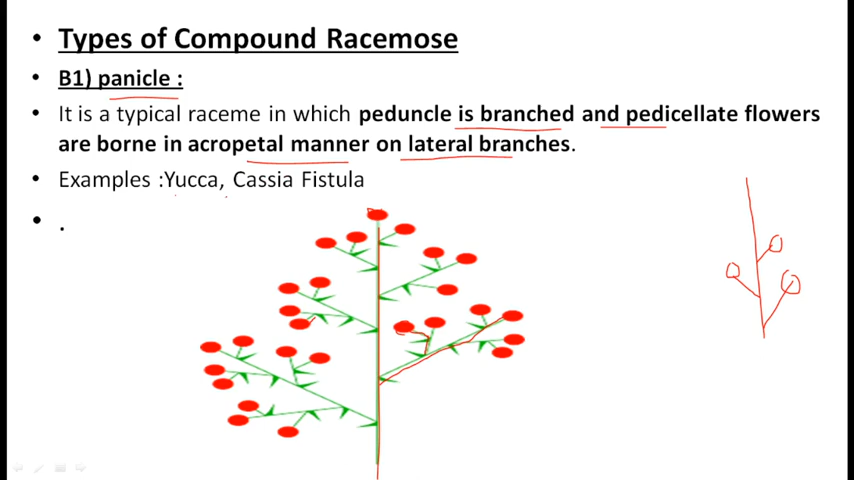 • Types of Compound Racemose
• B1) panicle :
• It is a typical raceme in which peduncle is branched and pedicellate flowers
are borne in acropetal manner on lateral branches.
• Examples :Yucca, Cassia Fistula
• .